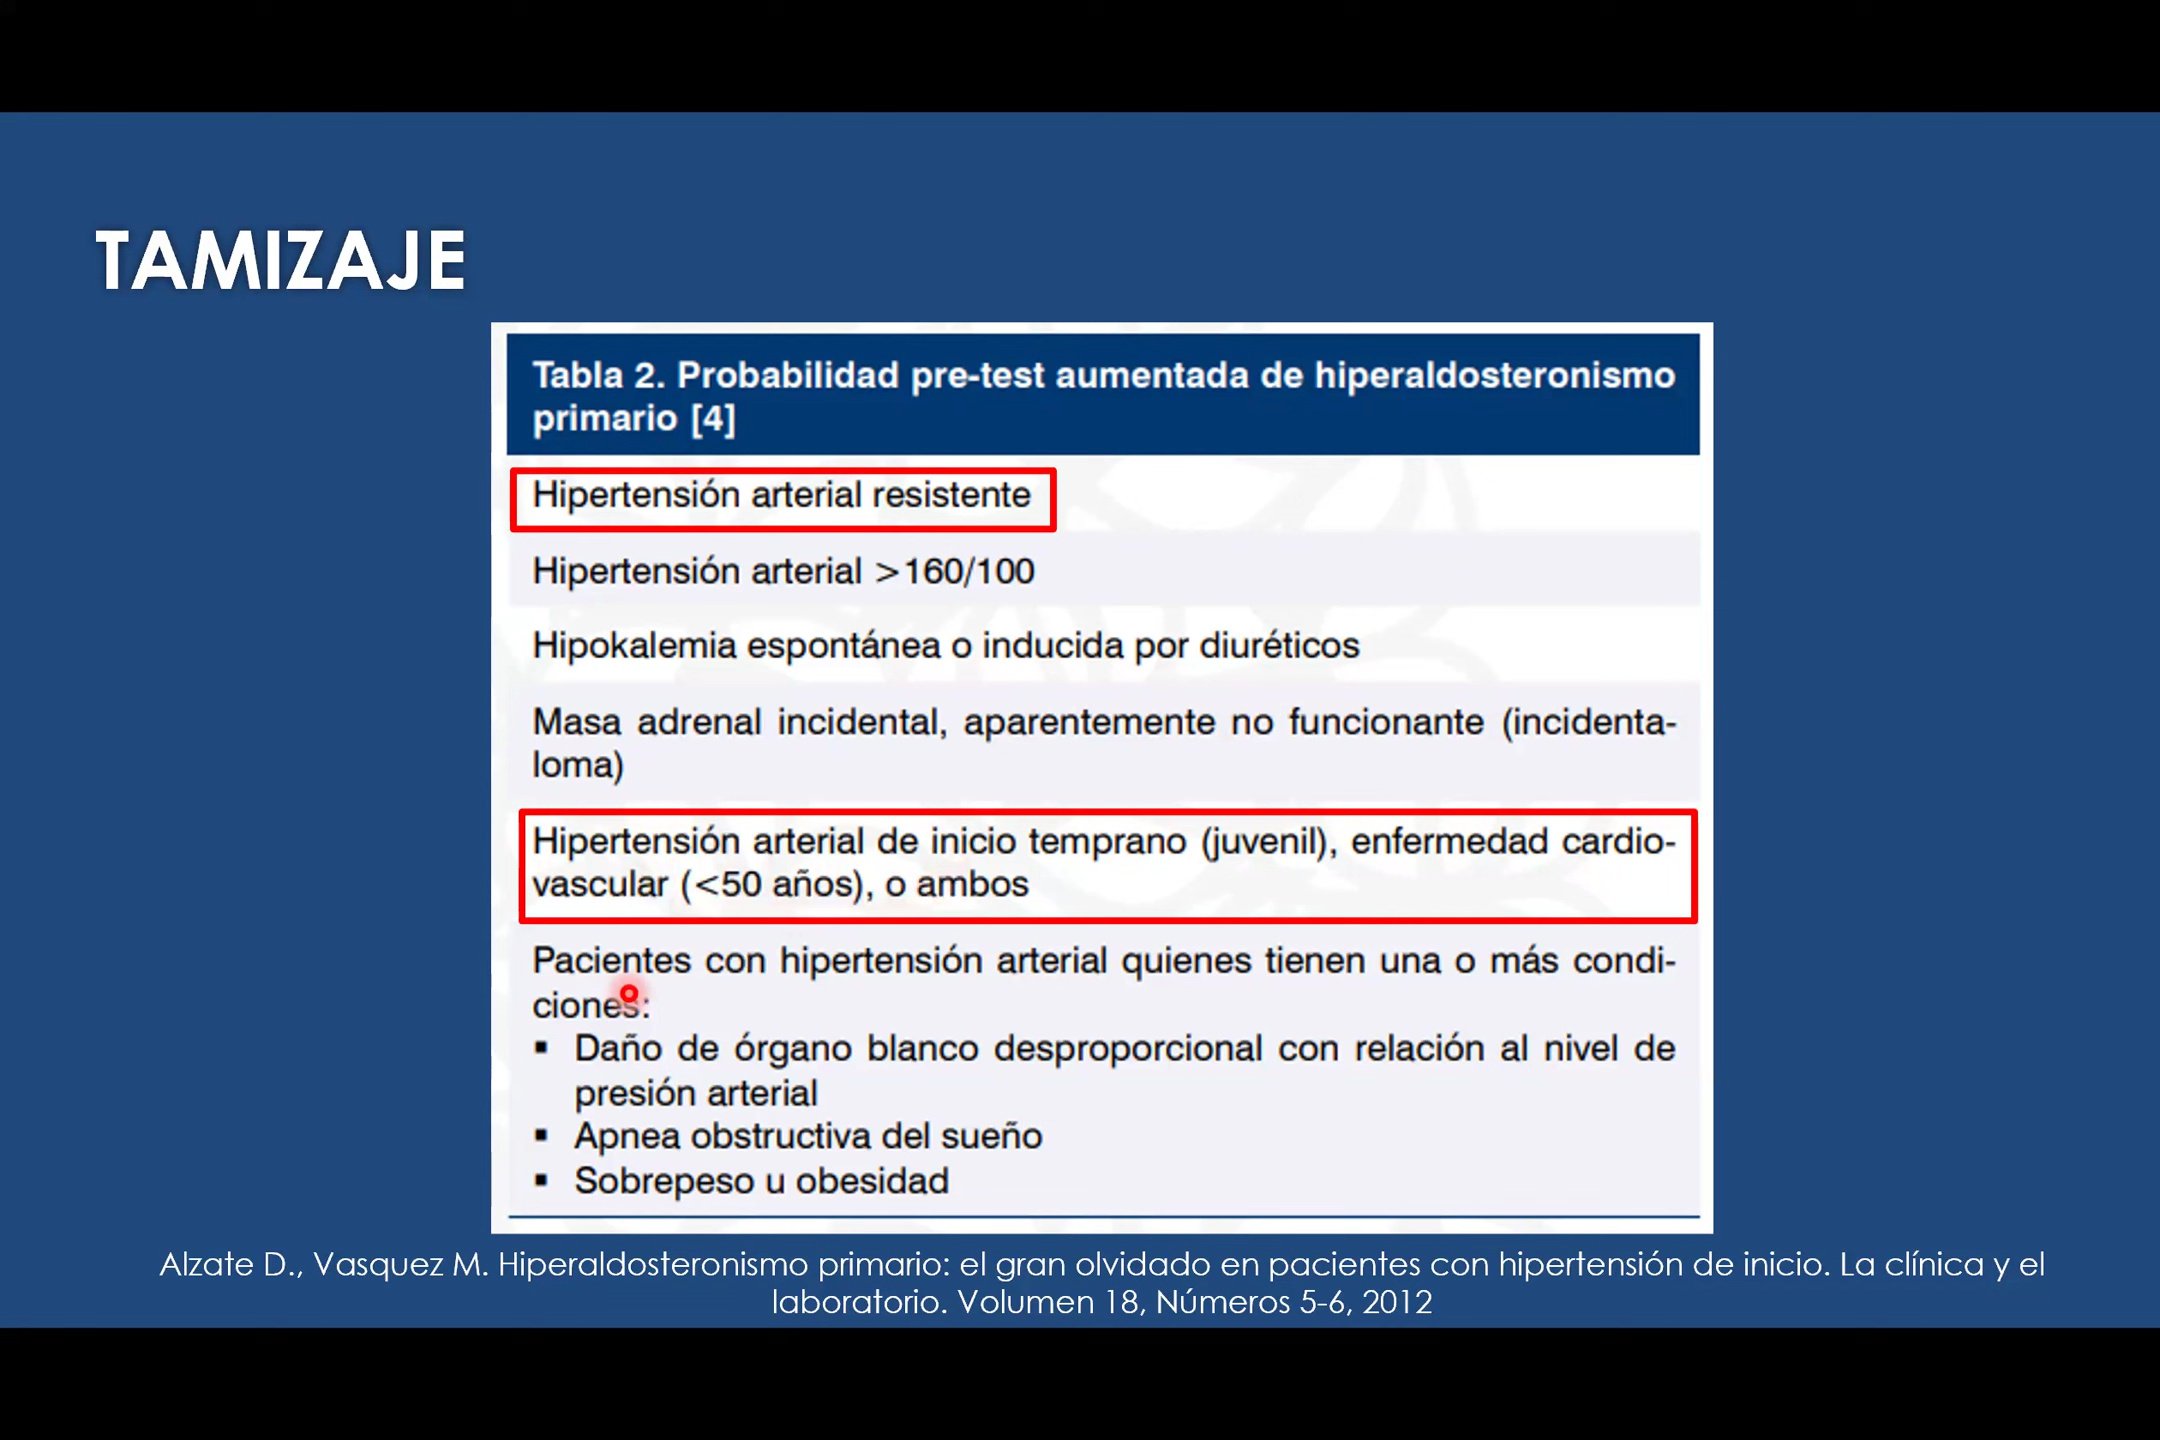 TAMIZAJE
Tabla 2. Probabilidad pre-test aumentada de hiperaldosteronismo
primario [4]
Hipertensión arterial resistente
Hipertensión arterial >160/100
Hipokalemia espontánea o inducida por diuréticos
Masa adrenal incidental, aparentemente no funcionante (incidenta-
loma)
Hipertensión arterial de inicio temprano (juvenil), enfermedad cardio-
vascular (<50 años), o ambos
Pacientes con hipertensión arterial quienes tienen una o más condi-
ciones:
▪ Daño de órgano blanco desproporcional con relación al nivel de
presión arterial
▪ Apnea obstructiva del sueño
▪ Sobrepeso u obesidad
Alzate D., Vasquez M. Hiperaldosteronismo primario: el gran olvidado en pacientes con hipertensión de inicio. La clínica y el
laboratorio. Volumen 18, Números 5-6, 2012